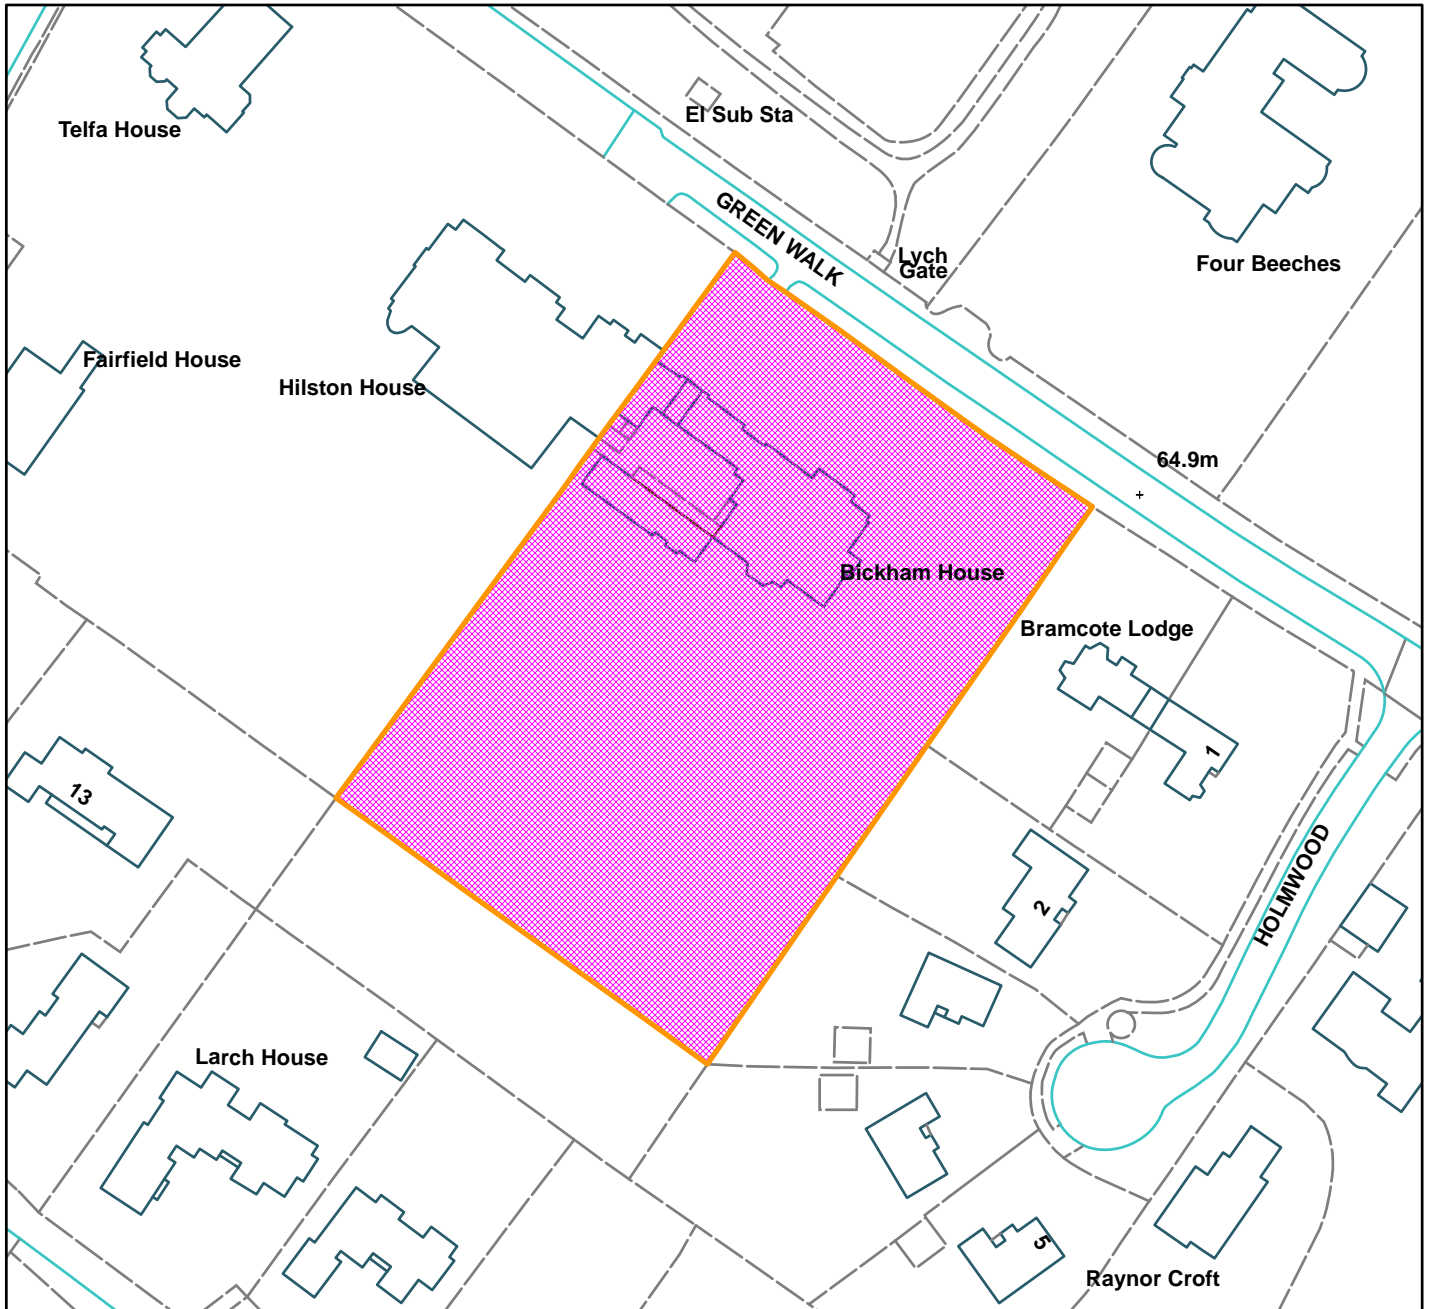 El Sub Sta
Telfa House
GREEN WALK
Lych
Gate
Four Beeches
Fairfield House
Hilston House
64.9m
Bickham House
Bramcote Lodge
1
13
HOLMWOOD
2
Larch House
5
Raynor Croft